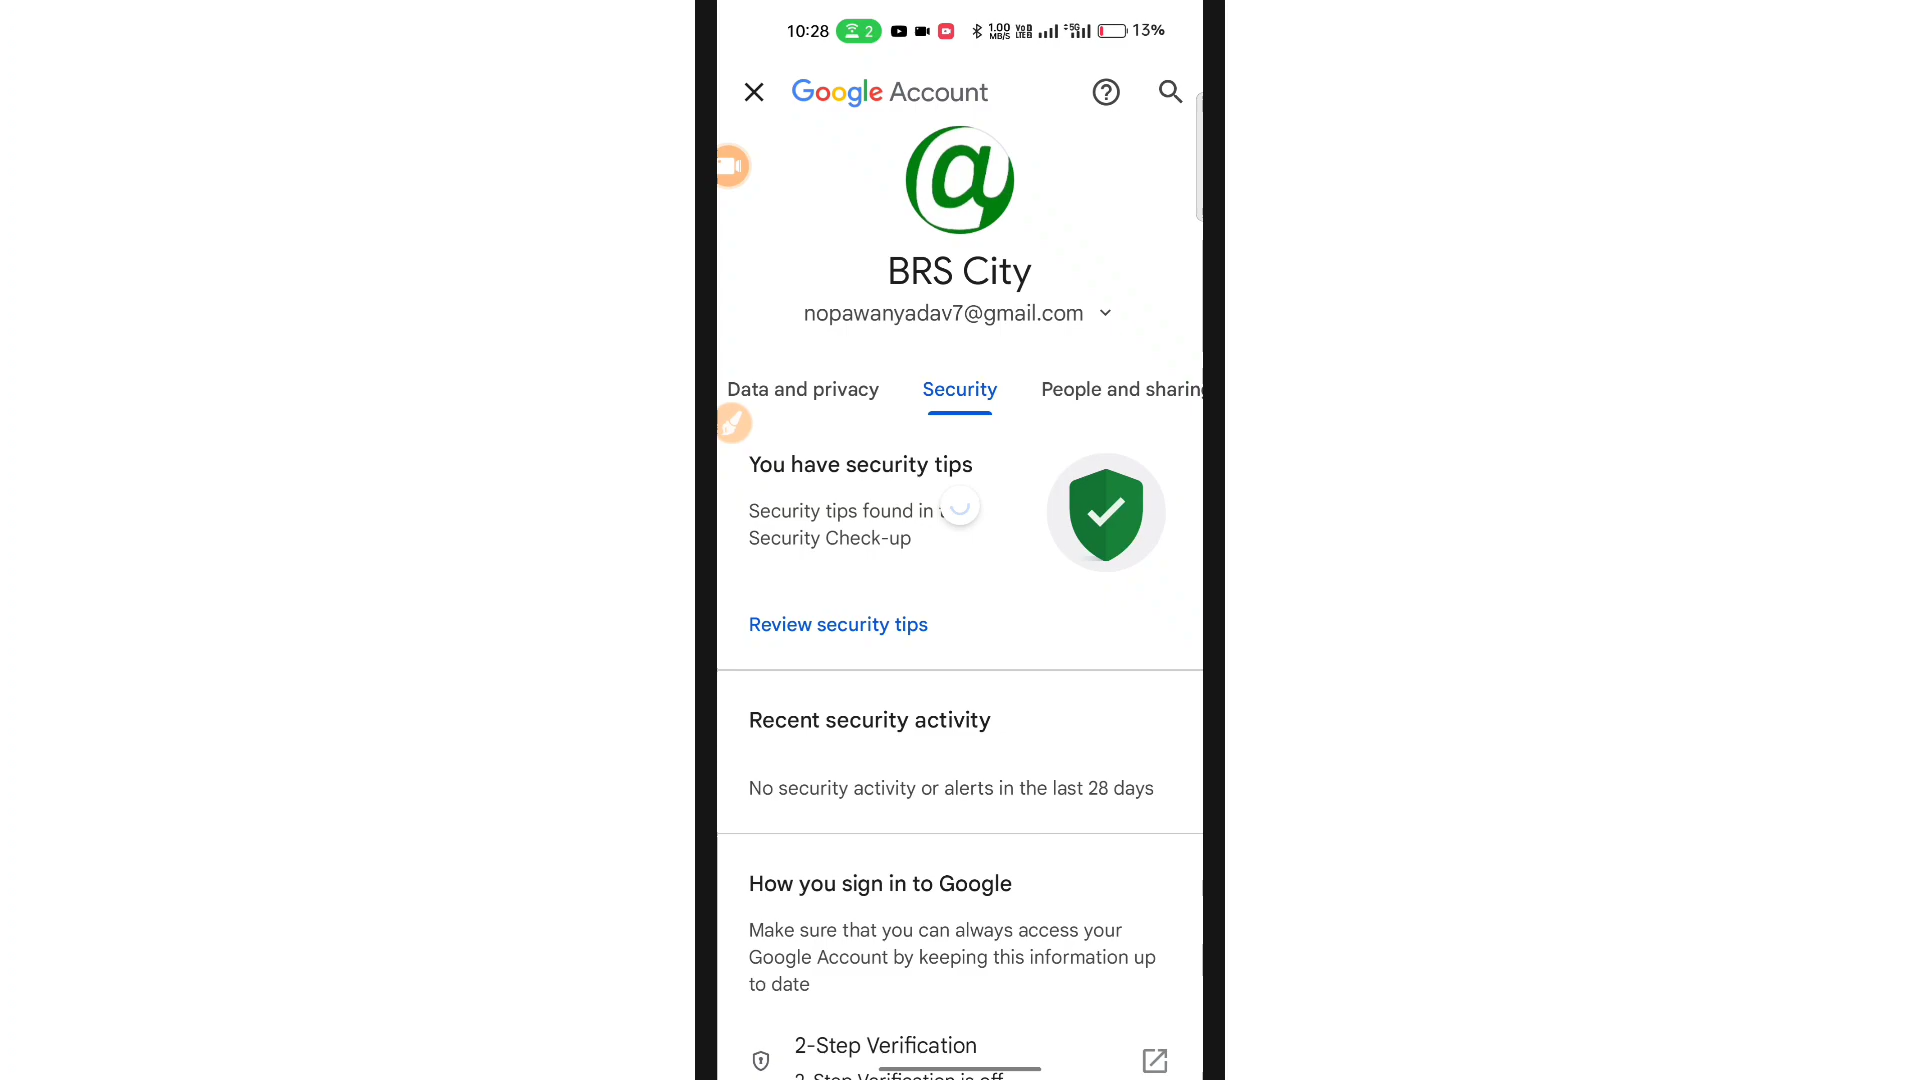 10:28 2 1.00 MB/S VoD LTE 5G 13%
Google Account
BRS City
nopawanyadav7@gmail.com
Data and privacy Security People and sharing
You have security tips
Security tips found in
Security Check-up
Review security tips
Recent security activity
No security activity or alerts in the last 28 days
How you sign in to Google
Make sure that you can always access your
Google Account by keeping this information up
to date
2-Step Verification
2-Step Verification is off